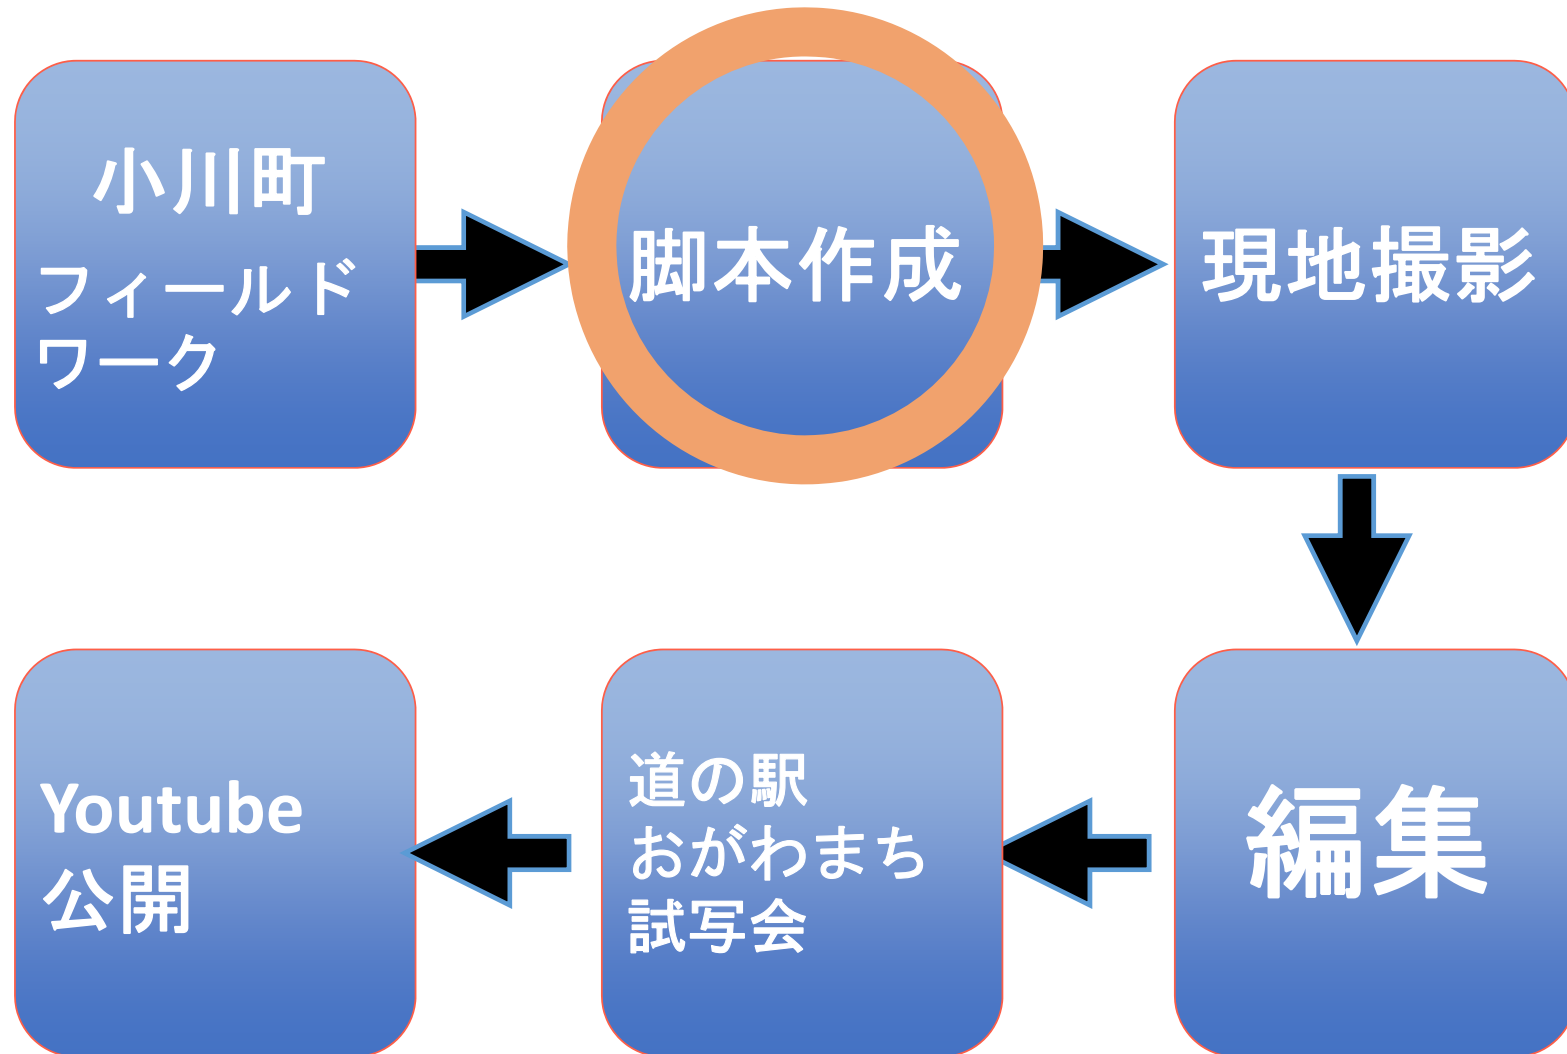 小川町
フィールド
ワーク
脚本作成
現地撮影
編集
道の駅
おがわまち
試写会
Youtube
公開